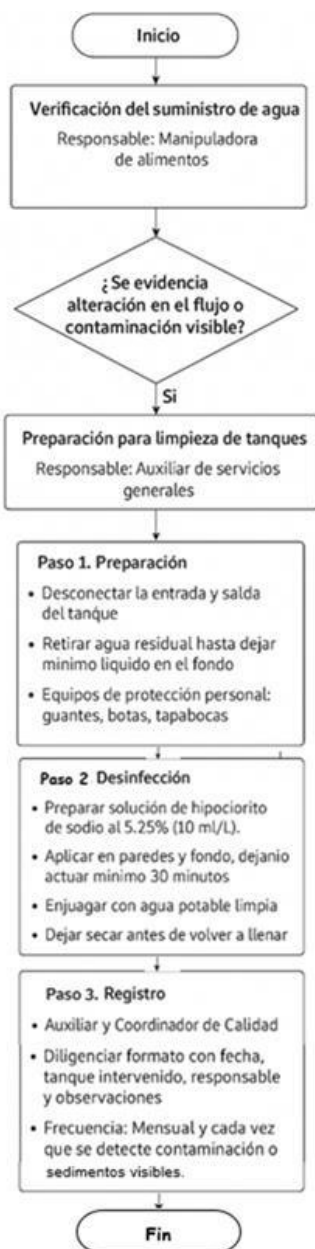 Inicio
Verificación del suministro de agua
Responsable: Manipuladora
de alimentos
¿Se evidencia
alteración en el flujo o
contaminación visible?
Si
Preparación para limpieza de tanques
Responsable: Auxiliar de servicios
generales
Paso 1. Preparación
• Desconectar la entrada y salda
del tanque
• Retirar agua residual hasta dejar
minimo liquido en el fondo
• Equipos de protección personal:
guantes, botas, tapabocas
Paso 2 Desinfección
• Preparar solución de hipociorito
de sodio al 5.25% (10 ml/L).
• Aplicar en paredes y fondo, dejanio
actuar minimo 30 minutos
• Enjuagar con agua potable limpia
• Dejar secar antes de volver a llenar
Paso 3. Registro
• Auxiliar y Coordinador de Calidad
• Diligenciar formato con fecha,
tanque intervenido, responsable
y observaciones
• Frecuencia: Mensual y cada vez
que se detecte contaminación o
sedimentos visibles.
Fin